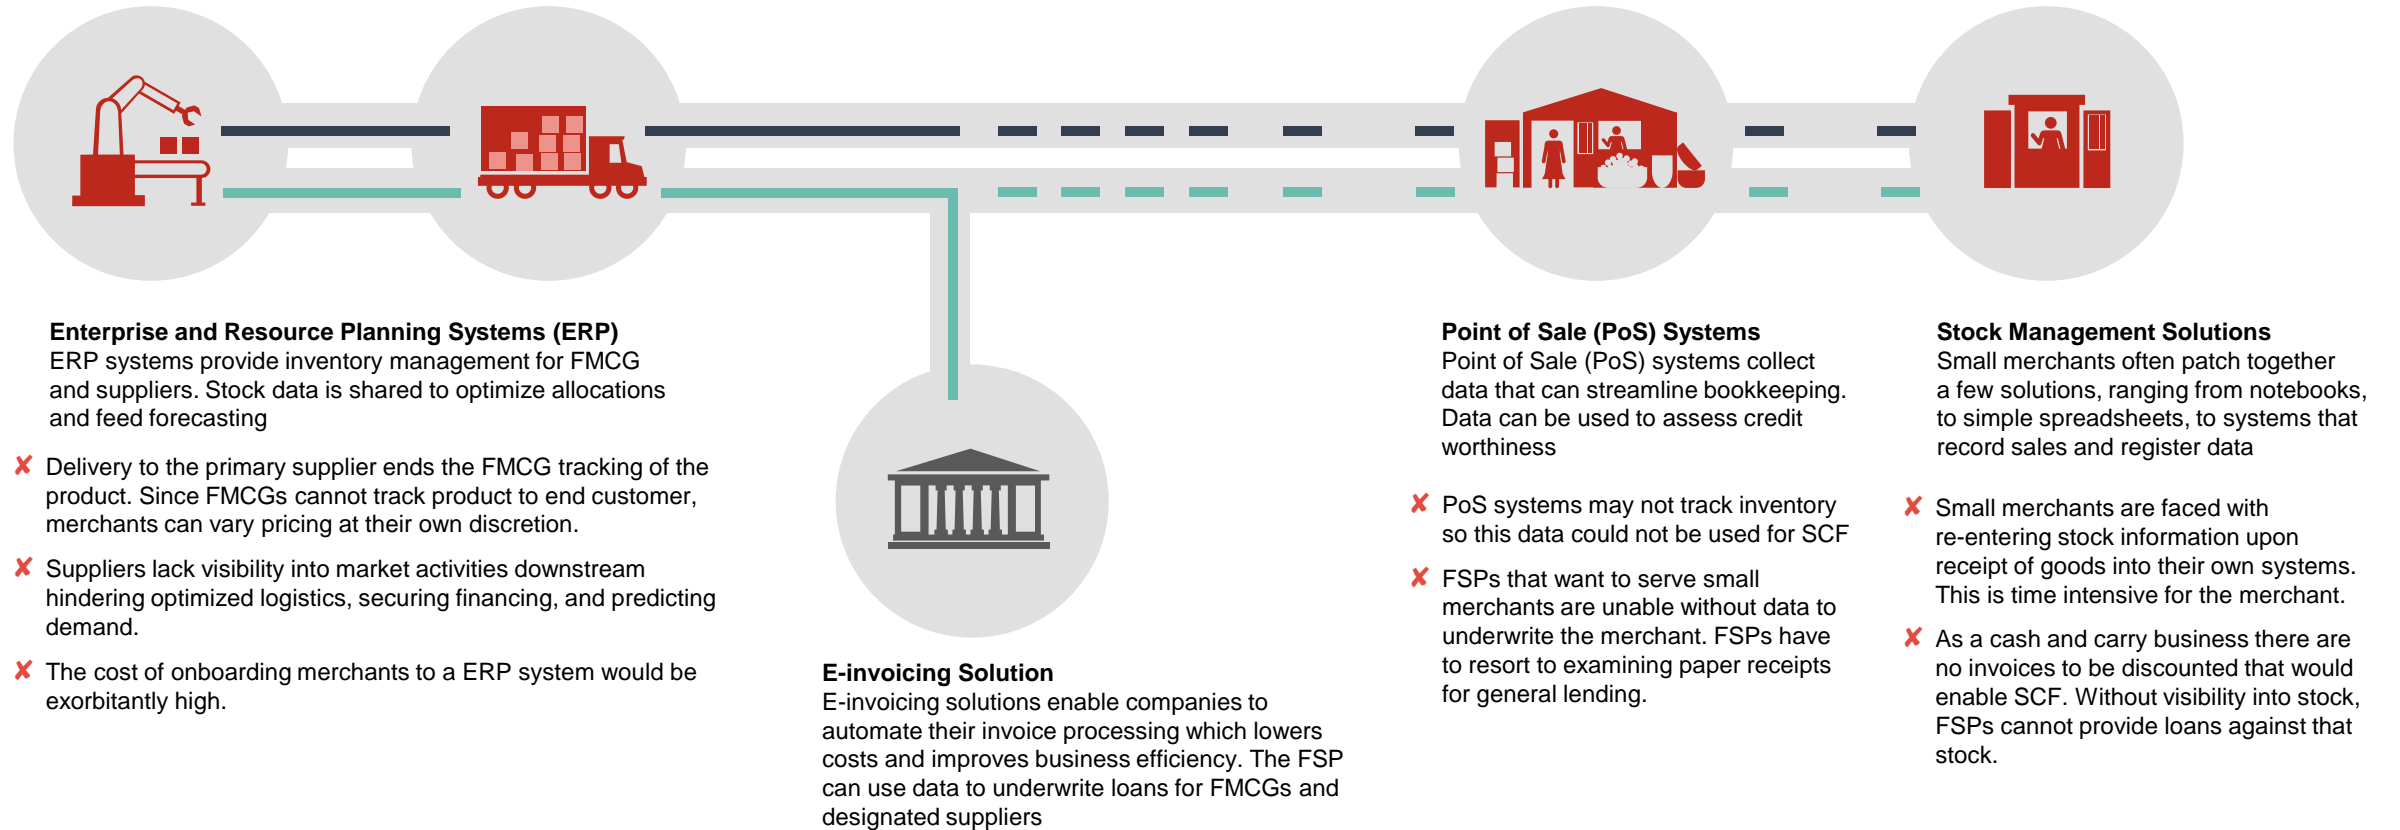 Enterprise and Resource Planning Systems (ERP)
ERP systems provide inventory management for FMCG
and suppliers. Stock data is shared to optimize allocations
and feed forecasting
✘ Delivery to the primary supplier ends the FMCG tracking of the
product. Since FMCGs cannot track product to end customer,
merchants can vary pricing at their own discretion.
✘ Suppliers lack visibility into market activities downstream
hindering optimized logistics, securing financing, and predicting
demand.
✘ The cost of onboarding merchants to a ERP system would be
exorbitantly high.
E-invoicing Solution
E-invoicing solutions enable companies to
automate their invoice processing which lowers
costs and improves business efficiency. The FSP
can use data to underwrite loans for FMCGs and
designated suppliers
Point of Sale (PoS) Systems
Point of Sale (PoS) systems collect
data that can streamline bookkeeping.
Data can be used to assess credit
worthiness
✘ PoS systems may not track inventory
so this data could not be used for SCF
✘ FSPs that want to serve small
merchants are unable without data to
underwrite the merchant. FSPs have
to resort to examining paper receipts
for general lending.
Stock Management Solutions
Small merchants often patch together
a few solutions, ranging from notebooks,
to simple spreadsheets, to systems that
record sales and register data
✘ Small merchants are faced with
re-entering stock information upon
receipt of goods into their own systems.
This is time intensive for the merchant.
✘ As a cash and carry business there are
no invoices to be discounted that would
enable SCF. Without visibility into stock,
FSPs cannot provide loans against that
stock.